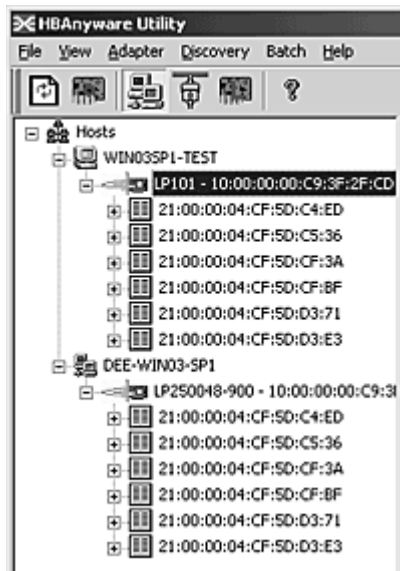 HBAnyware Utility
File View Adapter Discovery Batch Help
?
Hosts
WIN03SP1-TEST
LP101 - 10:00:00:00:C9:3F:2F:CD
21:00:00:04:CF:5D:C4:ED
21:00:00:04:CF:5D:C5:36
21:00:00:04:CF:5D:CF:3A
21:00:00:04:CF:5D:CF:BF
21:00:00:04:CF:5D:D3:71
21:00:00:04:CF:5D:D3:E3
DEE-WIN03-SP1
LP250048-900 - 10:00:00:00:C9:3
21:00:00:04:CF:5D:C4:ED
21:00:00:04:CF:5D:C5:36
21:00:00:04:CF:5D:CF:3A
21:00:00:04:CF:5D:CF:BF
21:00:00:04:CF:5D:D3:71
21:00:00:04:CF:5D:D3:E3